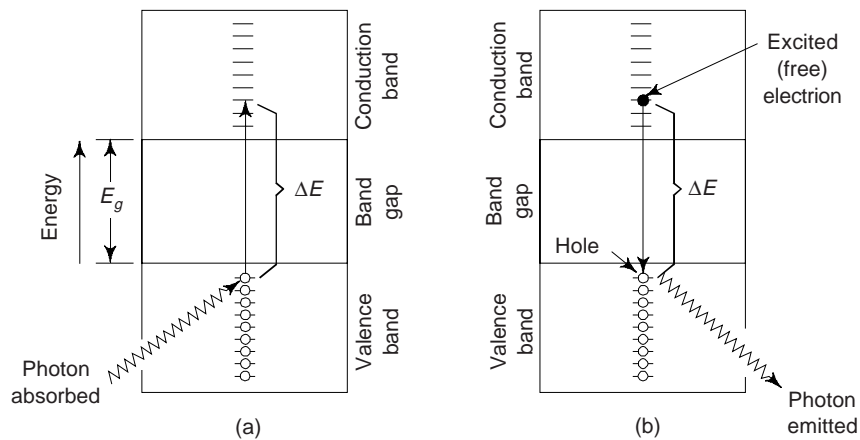 Conduction
band
ΔE
Energy
E_g
Band
gap
Photon
absorbed
Valence
band
(a)
Conduction
band
Excited
(free)
electrion
Band
gap
ΔE
Hole
Valence
band
Photon
emitted
(b)